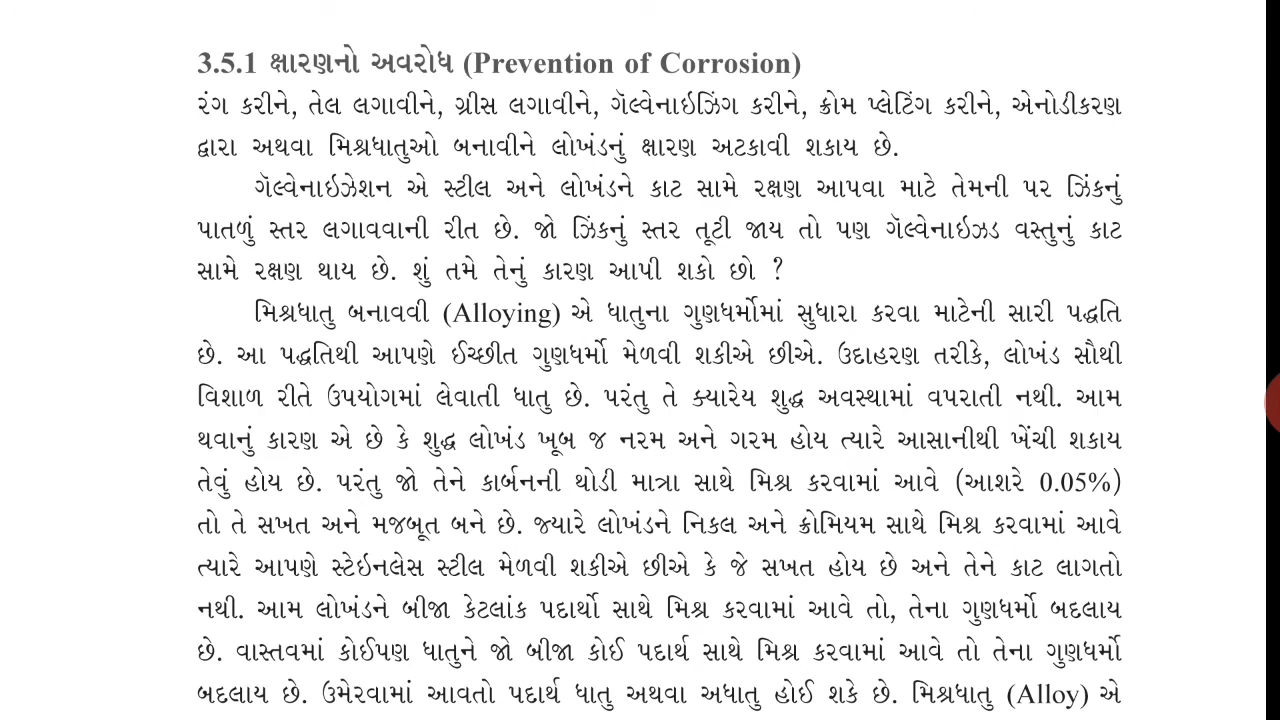 3.5.1 ક્ષારણનો અવરોધ (Prevention of Corrosion)
રંગ કરીને, તેલ લગાવીને, ગ્રીસ લગાવીને, ગૅલ્વેનાઇઝિંગ કરીને, ક્રોમ પ્લેટિંગ કરીને, એનોડીકરણ
દ્વારા અથવા મિશ્રધાતુઓ બનાવીને લોખંડનું ક્ષારણ અટકાવી શકાય છે.
ગૅલ્વેનાઇઝેશન એ સ્ટીલ અને લોખંડને કાટ સામે રક્ષણ આપવા માટે તેમની પર ઝિંકનું
પાતળું સ્તર લગાવવાની રીત છે. જો ઝિંકનું સ્તર તૂટી જાય તો પણ ગૅલ્વેનાઇઝડ વસ્તુનું કાટ
સામે રક્ષણ થાય છે. શું તમે તેનું કારણ આપી શકો છો ?
મિશ્રધાતુ બનાવવી (Alloying) એ ધાતુના ગુણધર્મોમાં સુધારા કરવા માટેની સારી પદ્ધતિ
છે. આ પદ્ધતિથી આપણે ઈચ્છીત ગુણધર્મો મેળવી શકીએ છીએ. ઉદાહરણ તરીકે, લોખંડ સૌથી
વિશાળ રીતે ઉપયોગમાં લેવાતી ધાતુ છે. પરંતુ તે ક્યારેય શુદ્ધ અવસ્થામાં વપરાતી નથી. આમ
થવાનું કારણ એ છે કે શુદ્ધ લોખંડ ખૂબ જ નરમ અને ગરમ હોય ત્યારે આસાનીથી ખેંચી શકાય
તેવું હોય છે. પરંતુ જો તેને કાર્બનની થોડી માત્રા સાથે મિશ્ર કરવામાં આવે (આશરે 0.05%)
તો તે સખત અને મજબૂત બને છે. જ્યારે લોખંડને નિકલ અને ક્રોમિયમ સાથે મિશ્ર કરવામાં આવે
ત્યારે આપણે સ્ટેઇનલેસ સ્ટીલ મેળવી શકીએ છીએ કે જે સખત હોય છે અને તેને કાટ લાગતો
નથી. આમ લોખંડને બીજા કેટલાંક પદાર્થો સાથે મિશ્ર કરવામાં આવે તો, તેના ગુણધર્મો બદલાય
છે. વાસ્તવમાં કોઈપણ ધાતુને જો બીજા કોઈ પદાર્થ સાથે મિશ્ર કરવામાં આવે તો તેના ગુણધર્મો
બદલાય છે. ઉમેરવામાં આવતો પદાર્થ ધાતુ અથવા અધાતુ હોઈ શકે છે. મિશ્રધાતુ (Alloy) એ